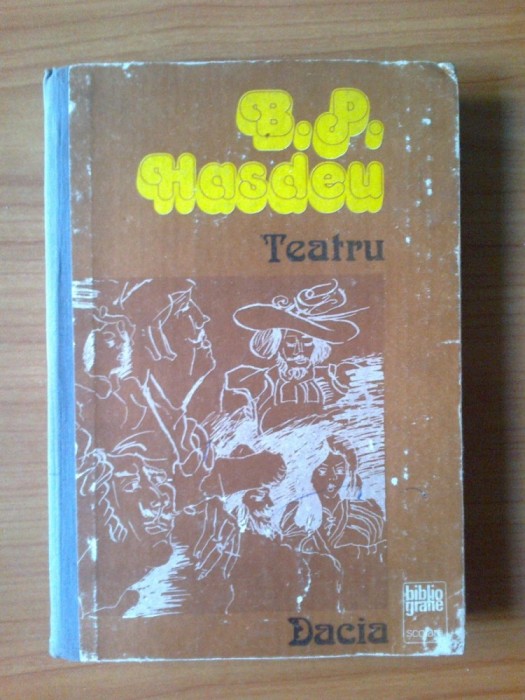 B.P.
Hasdeu
Teatru
Dacia
biblio
grafie